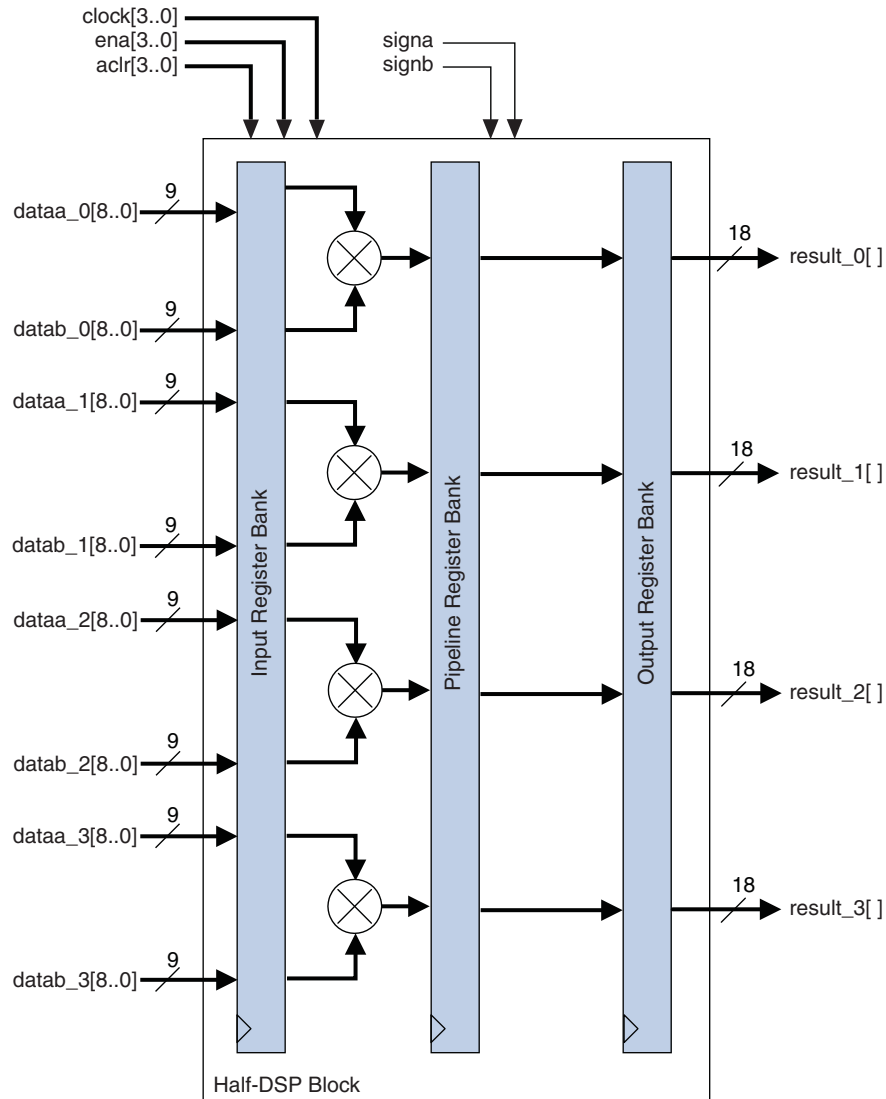 clock[3..0]
ena[3..0]
aclr[3..0]
signa
signb
9
dataa_0[8..0]
18
result_0[ ]
9
datab_0[8..0]
9
dataa_1[8..0]
18
result_1[ ]
9
datab_1[8..0]
9
dataa_2[8..0]
18
result_2[ ]
9
datab_2[8..0]
9
dataa_3[8..0]
18
result_3[ ]
9
datab_3[8..0]
Input Register Bank
Pipeline Register Bank
Output Register Bank
Half-DSP Block